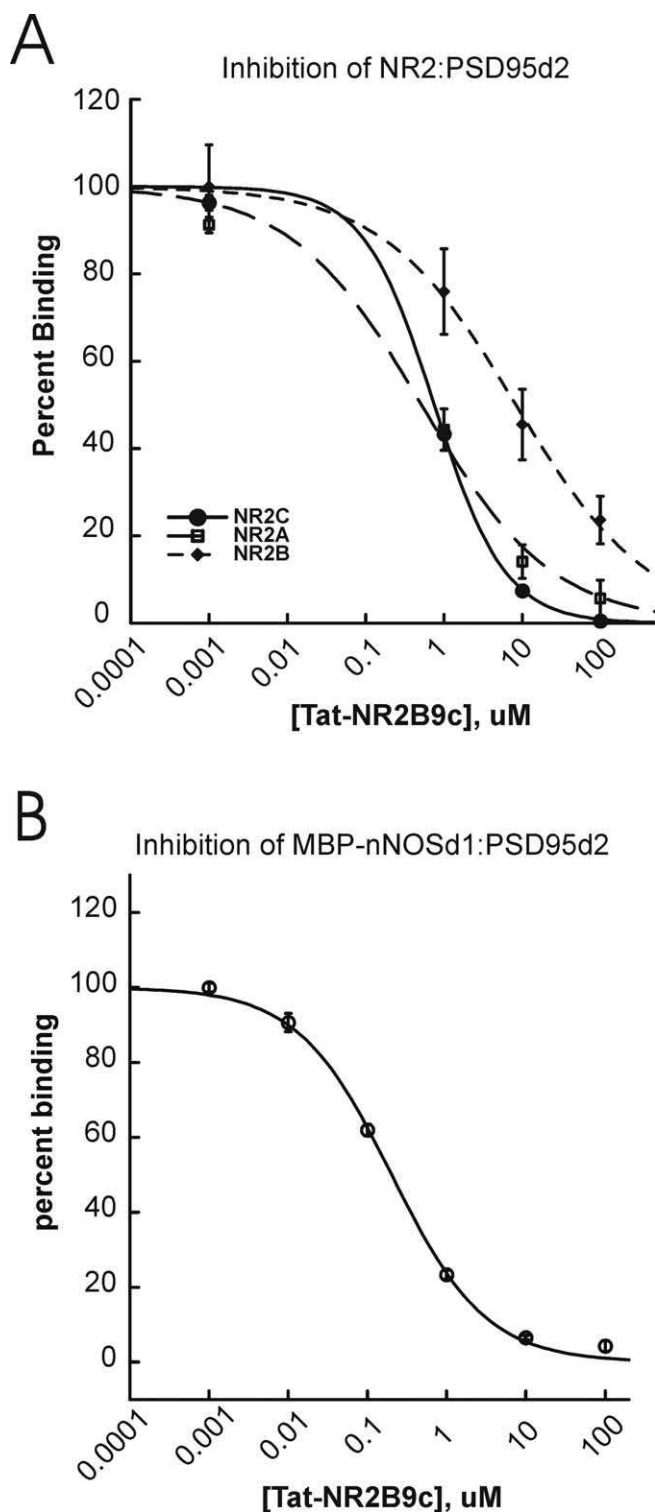 A
Inhibition of NR2:PSD95d2
120
100
80
60
40
20
0
Percent Binding
NR2C
NR2A
NR2B
0.0001
0.001
0.01
0.1
1
10
100
[Tat-NR2B9c], uM
B
Inhibition of MBP-nNOSd1:PSD95d2
120
100
80
60
40
20
0
percent binding
0.0001
0.001
0.01
0.1
1
10
100
[Tat-NR2B9c], uM